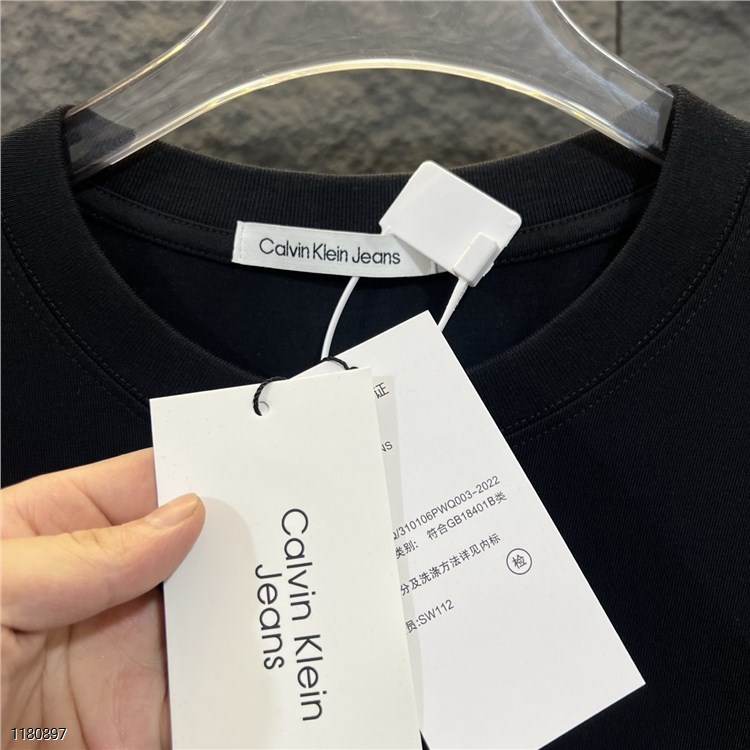 Calvin Klein Jeans
Calvin Klein
Jeans
证
NS
/310106PWQ003-2022
类别: 符合GB18401B类
分及洗涤方法详见内标
员:SW112
检
1180897